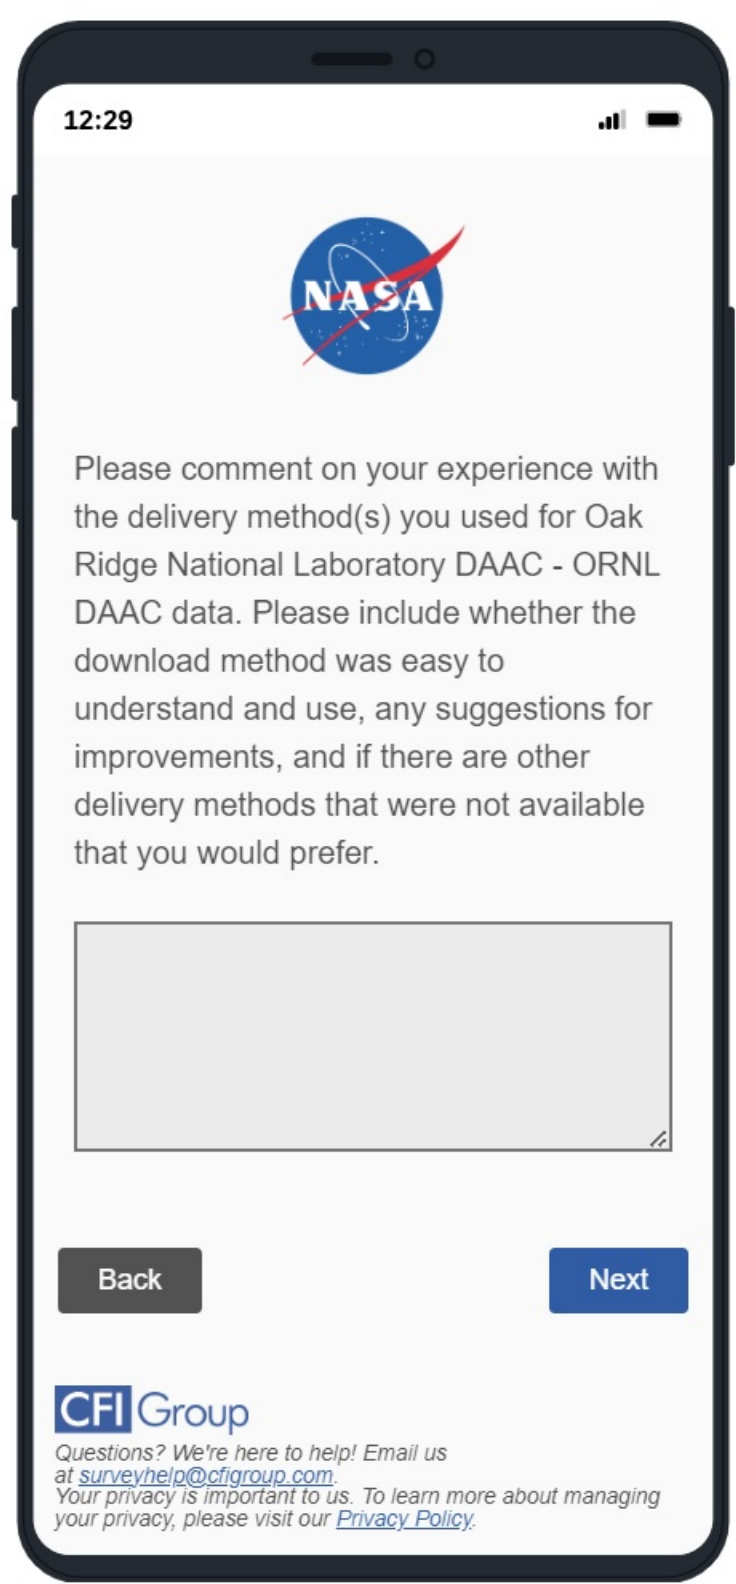 12:29
NASA
Please comment on your experience with
the delivery method(s) you used for Oak
Ridge National Laboratory DAAC - ORNL
DAAC data. Please include whether the
download method was easy to
understand and use, any suggestions for
improvements, and if there are other
delivery methods that were not available
that you would prefer.
Back
Next
CFI Group
Questions? We're here to help! Email us
at surveyhelp@cfigroup.com.
Your privacy is important to us. To learn more about managing
your privacy, please visit our Privacy Policy.